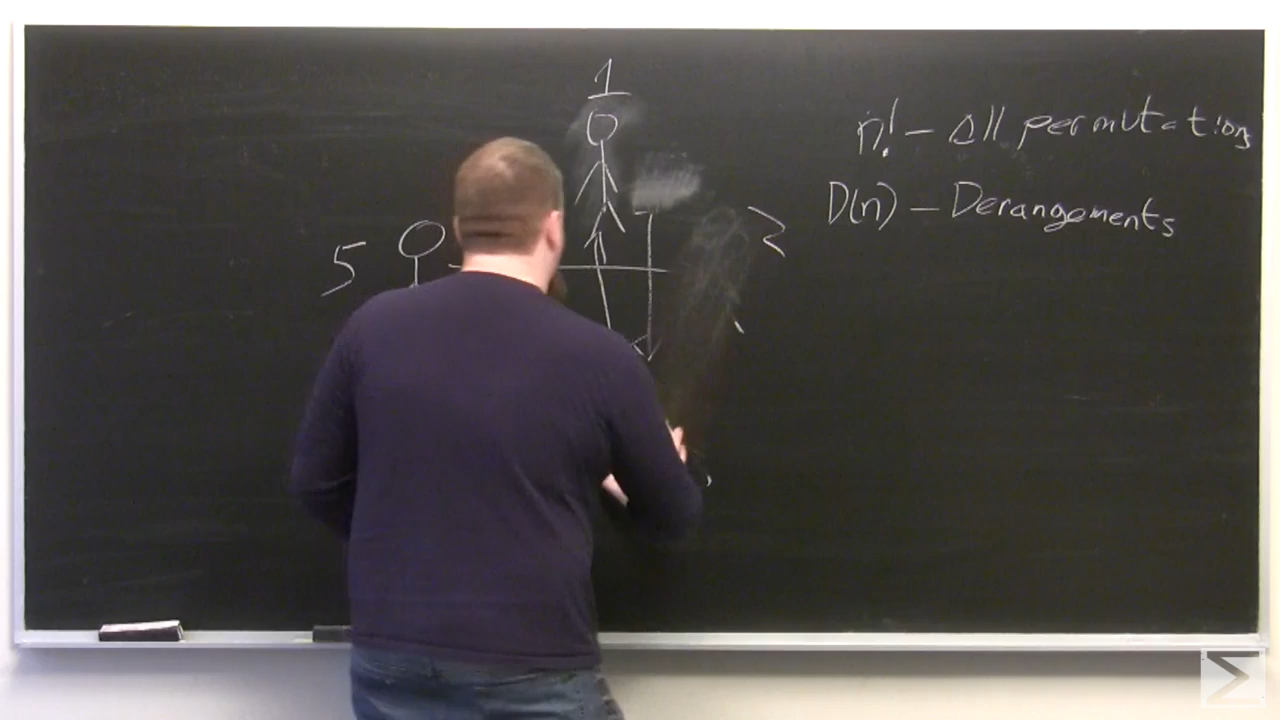 1
n! – All permutations
D(n) – Derangements
2
5
Σ